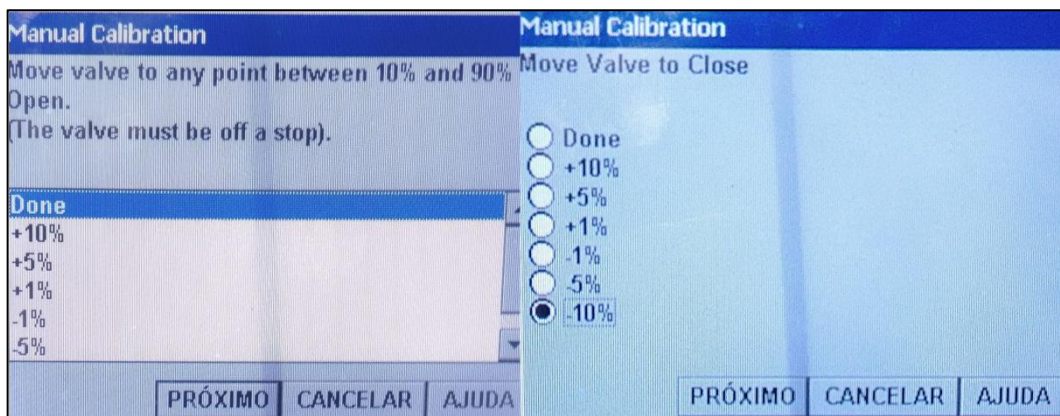 Manual Calibration
Move valve to any point between 10% and 90%
Open.
(The valve must be off a stop).
Done
+10%
+5%
+1%
-1%
-5%
PRÓXIMO
CANCELAR
AJUDA
Manual Calibration
Move Valve to Close
Done
+10%
+5%
+1%
-1%
-5%
-10%
PRÓXIMO
CANCELAR
AJUDA